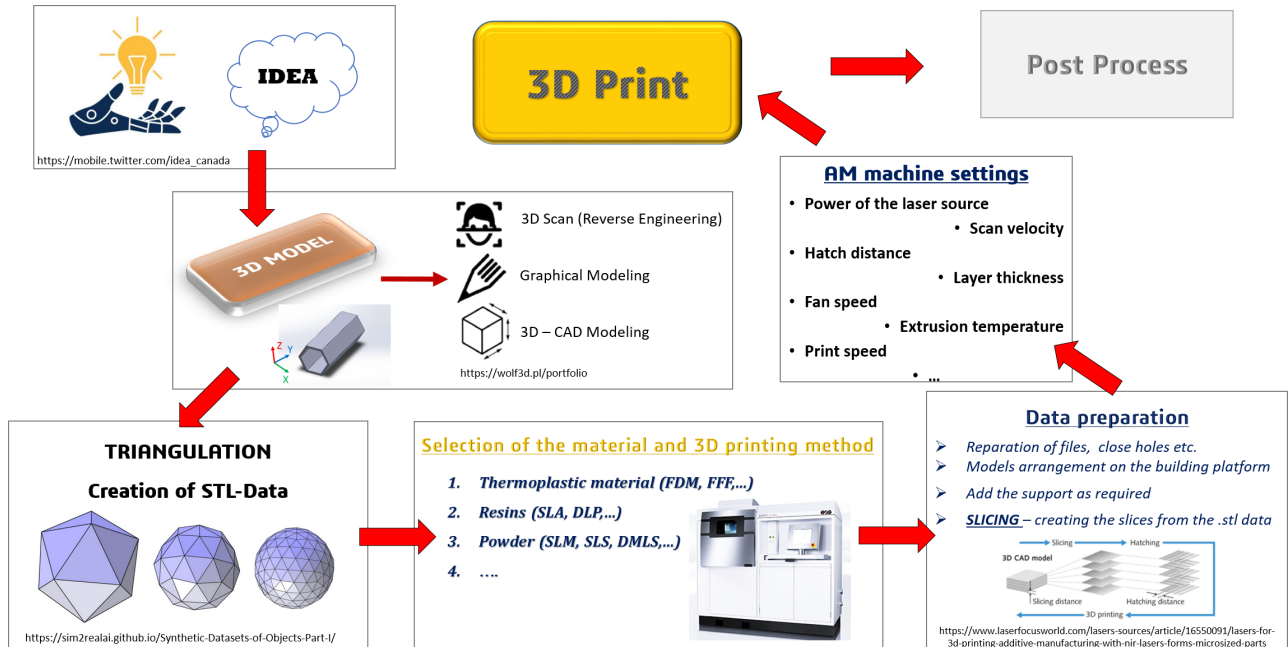 IDEA
https://mobile.twitter.com/idea_canada
3D MODEL
Z
Y
X
3D Scan (Reverse Engineering)
Graphical Modeling
3D – CAD Modeling
https://wolf3d.pl/portfolio
TRIANGULATION
Creation of STL-Data
https://sim2realai.github.io/Synthetic-Datasets-of-Objects-Part-I/
Selection of the material and 3D printing method
1. Thermoplastic material (FDM, FFF,...)
2. Resins (SLA, DLP,...)
3. Powder (SLM, SLS, DMLS,...)
4. ....
Data preparation
➢ Reparation of files, close holes etc.
➢ Models arrangement on the building platform
➢ Add the support as required
➢ SLICING – creating the slices from the .stl data
Slicing
Hatching
3D CAD model
Slicing distance
Hatching distance
3D printing
https://www.laserfocusworld.com/lasers-sources/article/16550091/lasers-for-
3d-printing-additive-manufacturing-with-nir-lasers-forms-microsized-parts
AM machine settings
• Power of the laser source
• Scan velocity
• Hatch distance
• Layer thickness
• Fan speed
• Extrusion temperature
• Print speed
• ...
3D Print
Post Process